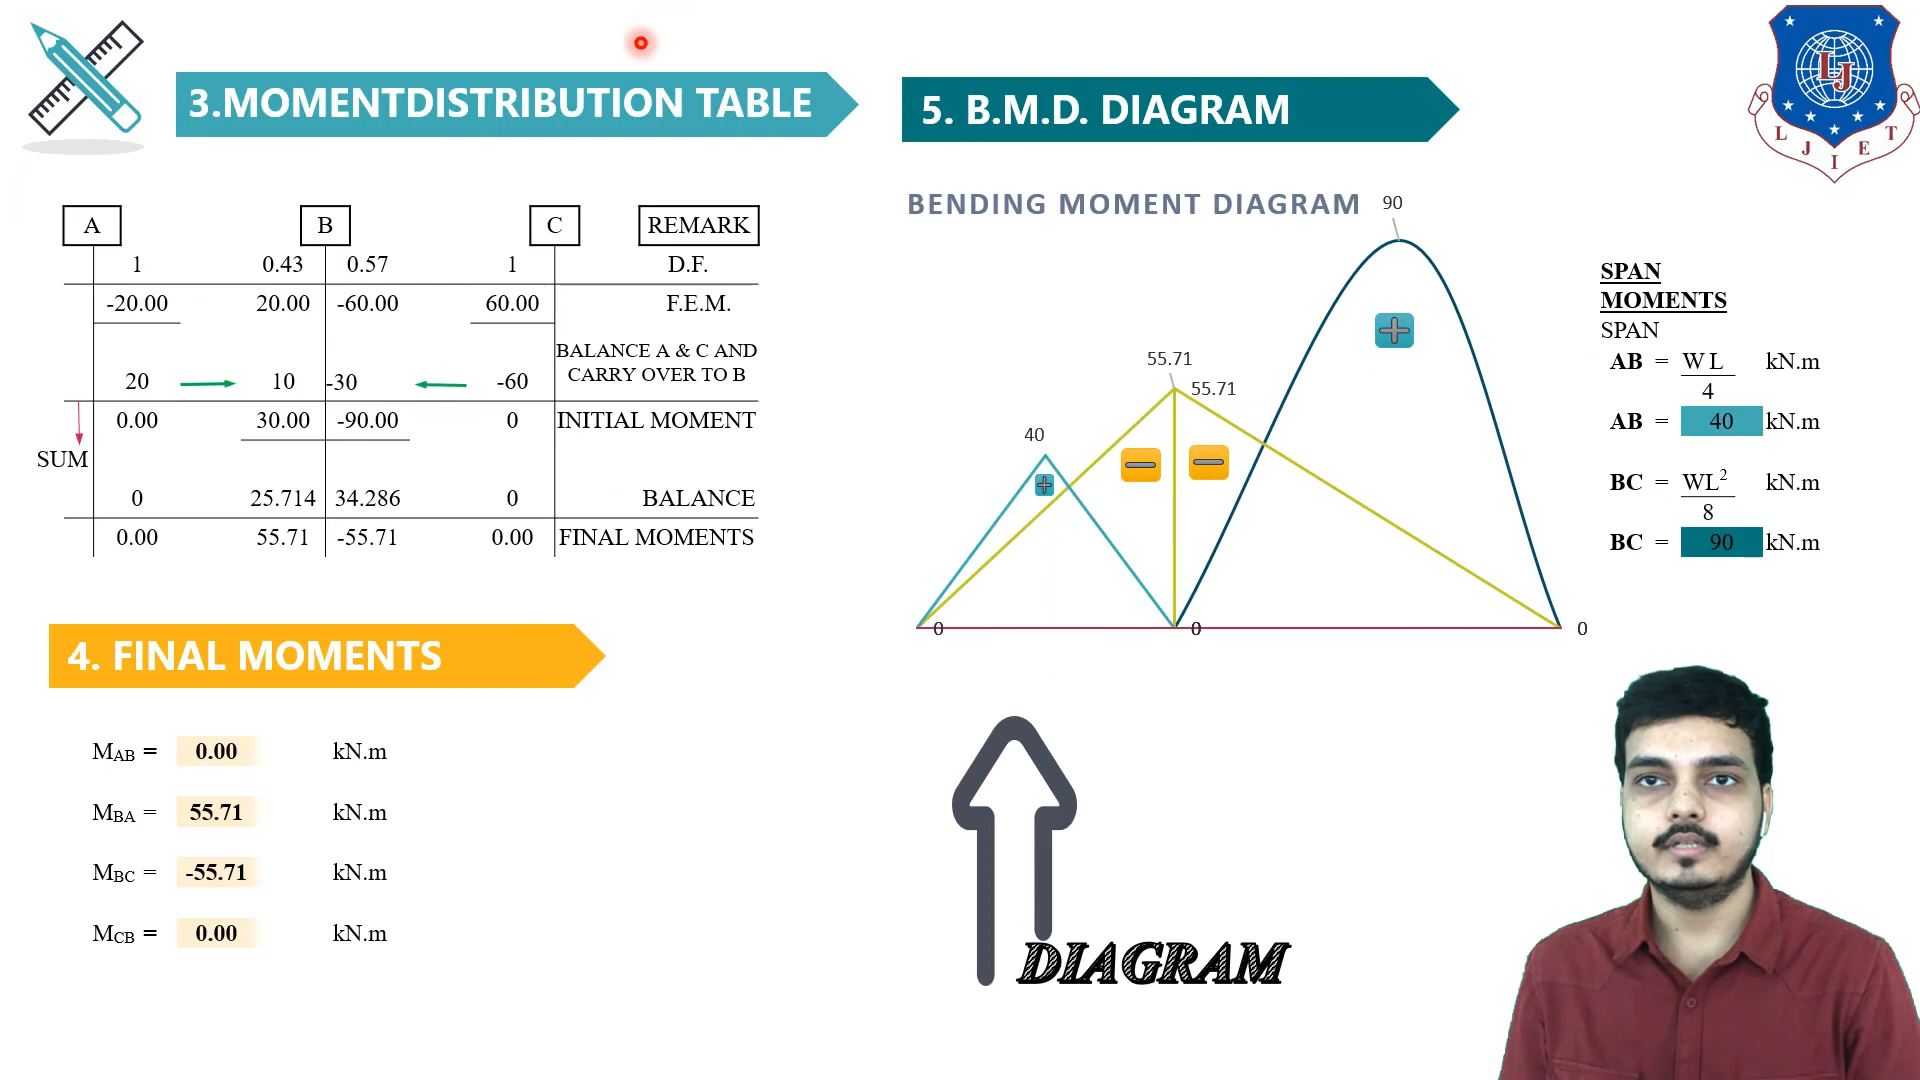 3.MOMENTDISTRIBUTION TABLE
A B C REMARK
1 0.43 0.57 1 D.F.
-20.00 20.00 -60.00 60.00 F.E.M.
BALANCE A & C AND
CARRY OVER TO B
20 10 -30 -60
0.00 30.00 -90.00 0 INITIAL MOMENT
SUM
0 25.714 34.286 0 BALANCE
0.00 55.71 -55.71 0.00 FINAL MOMENTS
4. FINAL MOMENTS
MAB = 0.00 kN.m
MBA = 55.71 kN.m
MBC = -55.71 kN.m
MCB = 0.00 kN.m
5. B.M.D. DIAGRAM
BENDING MOMENT DIAGRAM
90
55.71
55.71
40
0 0 0
DIAGRAM
SPAN
MOMENTS
SPAN
AB = W L kN.m
4
AB = 40 kN.m
BC = WL² kN.m
8
BC = 90 kN.m
LJ
L J I E T